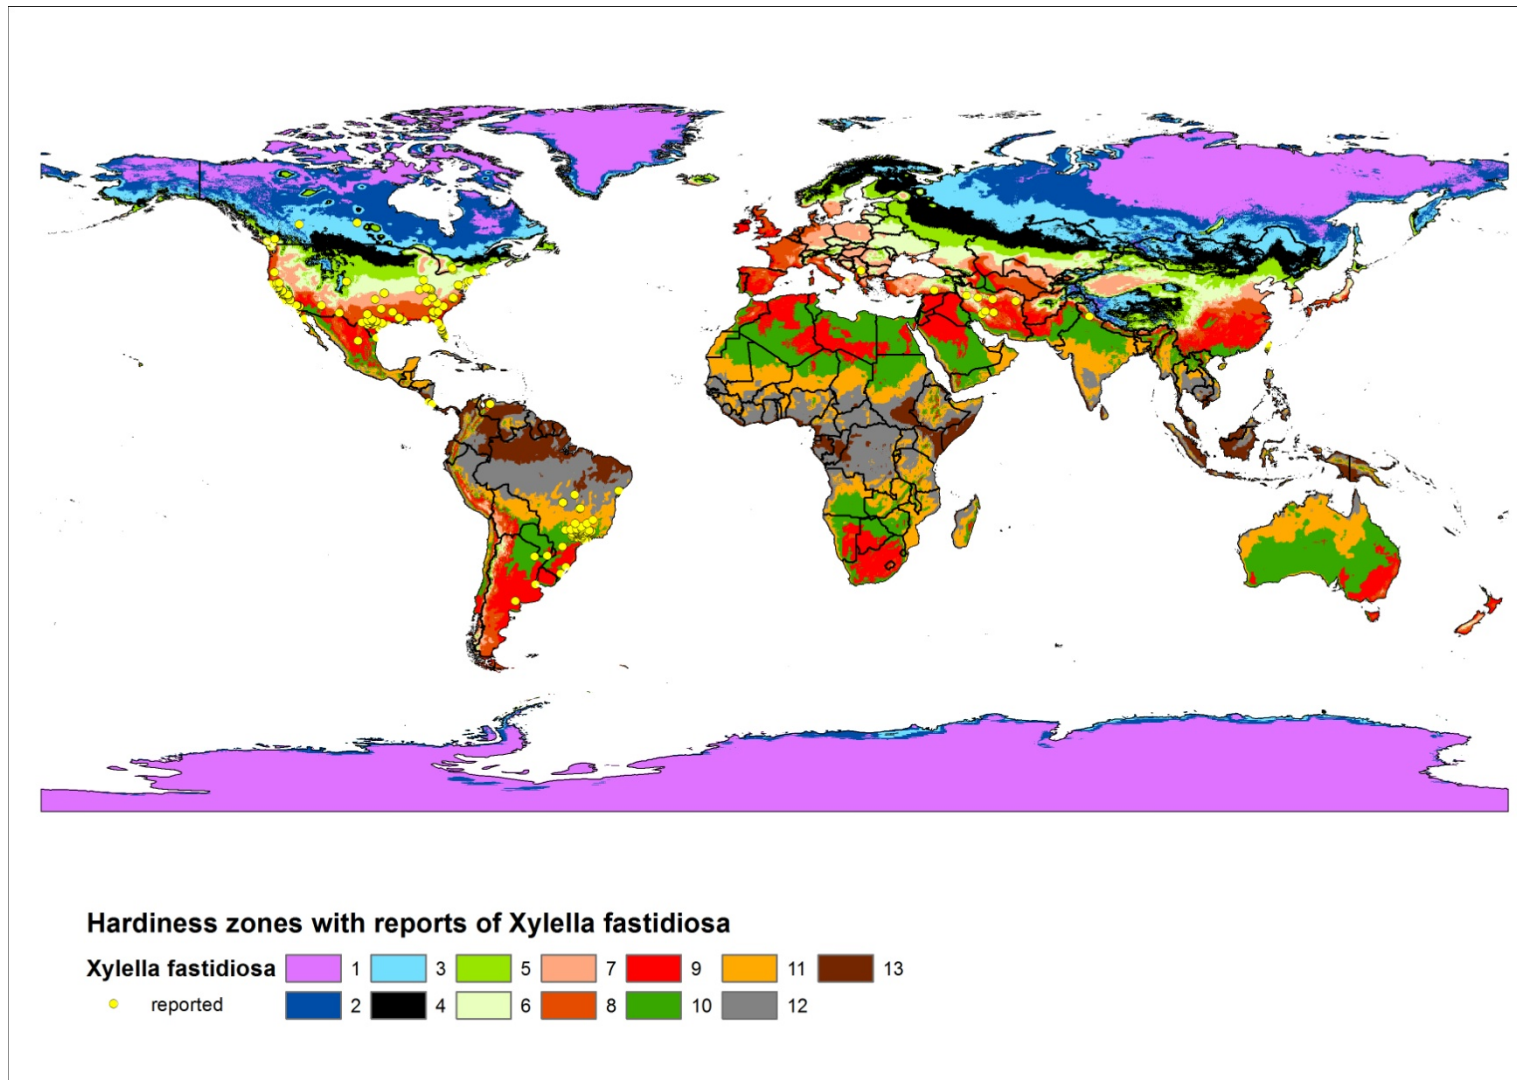 Hardiness zones with reports of Xylella fastidiosa
Xylella fastidiosa 1 3 5 7 9 11 13
reported 2 4 6 8 10 12